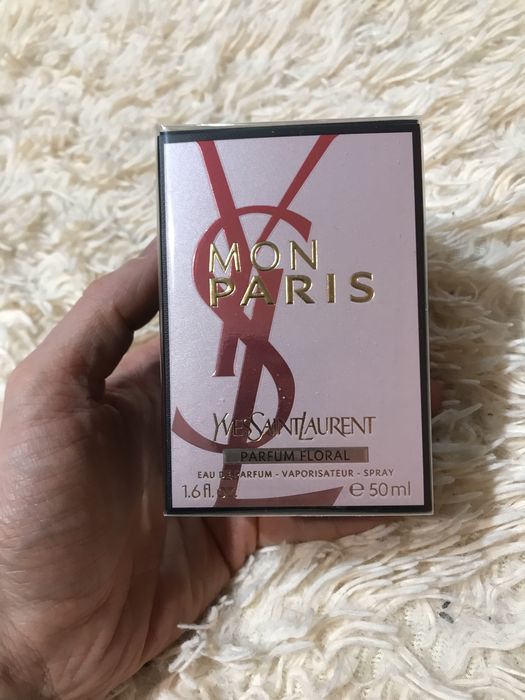 MON
PARIS
YVESSAINTLAURENT
PARFUM FLORAL
EAU DE PARFUM - VAPORISATEUR - SPRAY
1.6 fl. oz. ℮ 50 ml